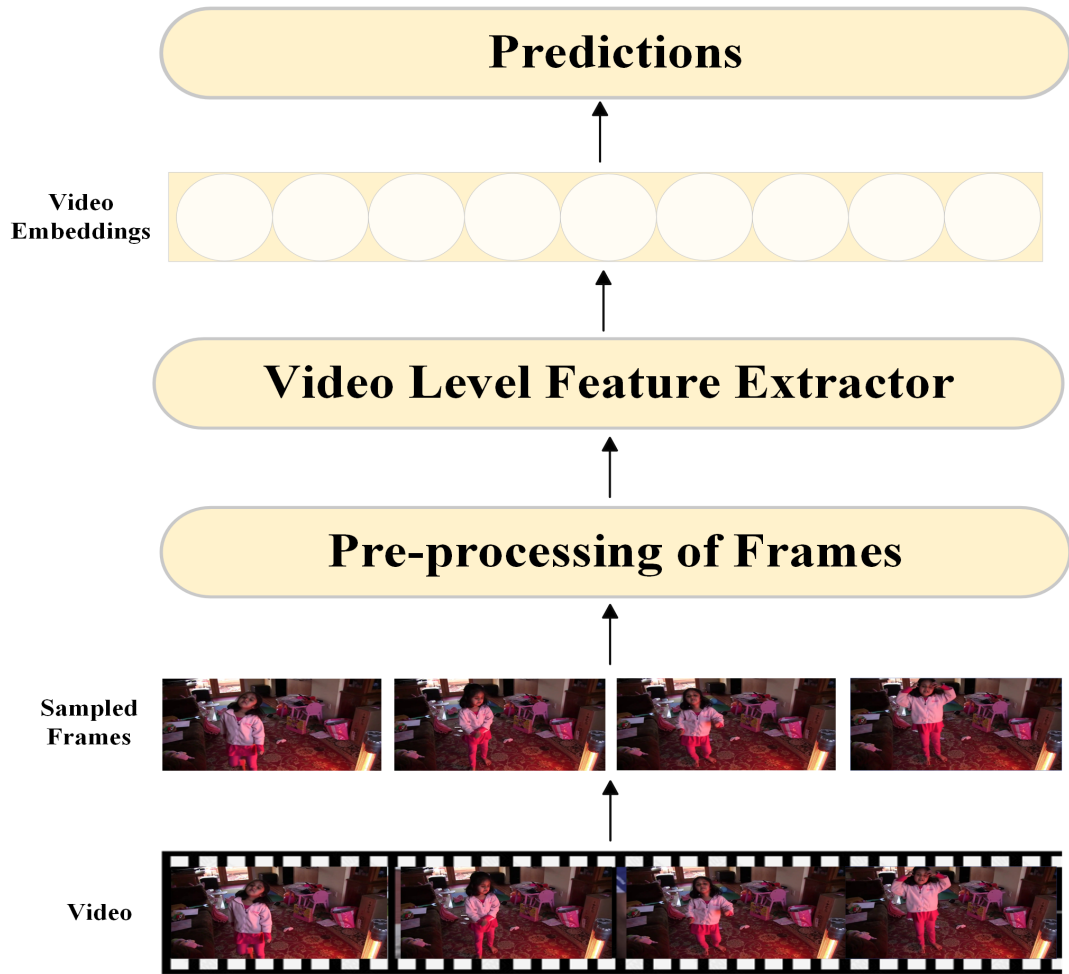 Predictions
Video
Embeddings
Video Level Feature Extractor
Pre-processing of Frames
Sampled
Frames
Video